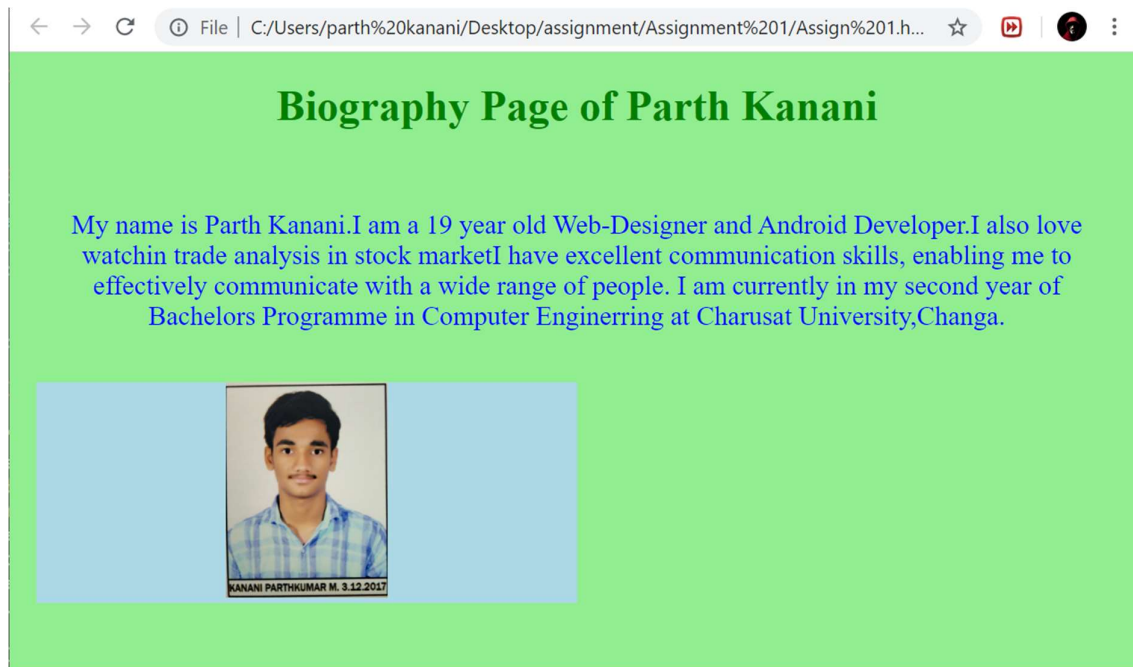 File | C:/Users/parth%20kanani/Desktop/assignment/Assignment%201/Assign%201.h...
Biography Page of Parth Kanani
My name is Parth Kanani.I am a 19 year old Web-Designer and Android Developer.I also love
watchin trade analysis in stock marketI have excellent communication skills, enabling me to
effectively communicate with a wide range of people. I am currently in my second year of
Bachelors Programme in Computer Enginerring at Charusat University,Changa.
KANANI PARTHKUMAR M. 3.12.2017